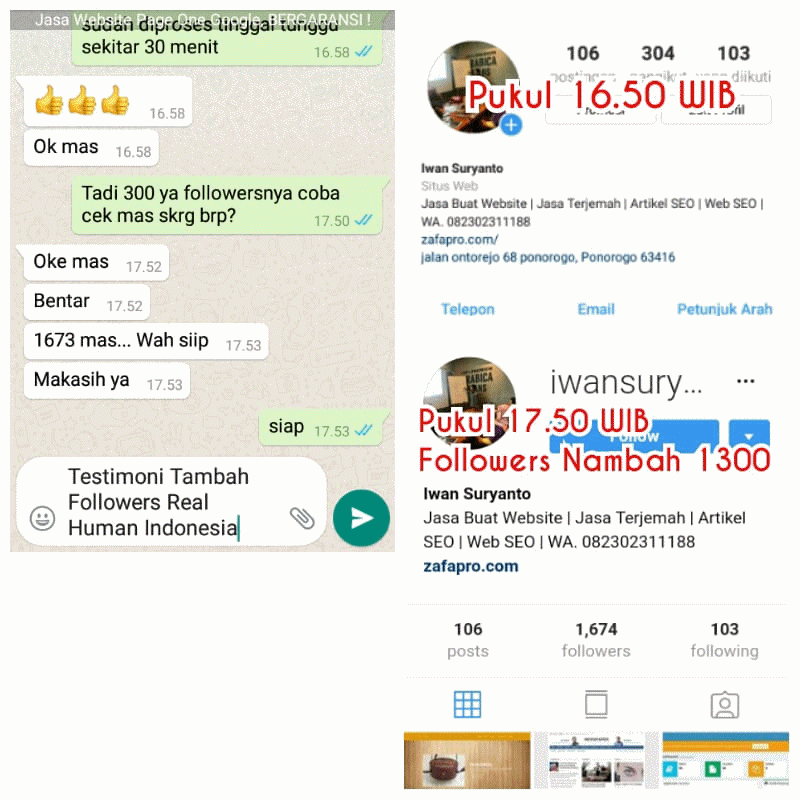 Jasa Website Page One Google, BERGARANSI !
sudah diproses tinggal tunggu
sekitar 30 menit
16.58
16.58
Ok mas 16.58
Tadi 300 ya followersnya coba
cek mas skrg brp?
17.50
Oke mas 17.52
Bentar 17.52
1673 mas... Wah siip 17.53
Makasih ya 17.53
siap 17.53
Testimoni Tambah
Followers Real
Human Indonesia
106 304 103
postingan pengikut yang diikuti
Pukul 16.50 WIB
Iwan Suryanto
Situs Web
Jasa Buat Website | Jasa Terjemah | Artikel SEO | Web SEO |
WA. 082302311188
zafapro.com/
jalan ontorejo 68 ponorogo, Ponorogo 63416
Telepon Email Petunjuk Arah
RABICA
iwansury...
Pukul 17.50 WIB
Follow
Followers Nambah 1300
Iwan Suryanto
Jasa Buat Website | Jasa Terjemah | Artikel
SEO | Web SEO | WA. 082302311188
zafapro.com
106 1,674 103
posts followers following